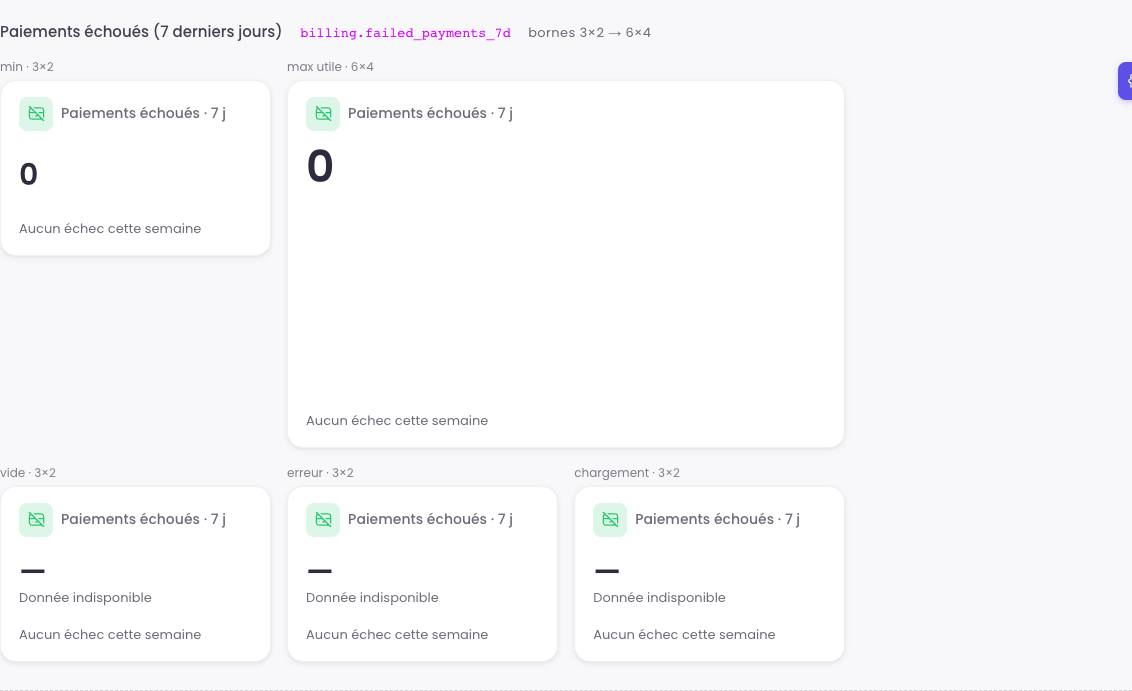 Paiements échoués (7 derniers jours) billing.failed_payments_7d bornes 3×2 → 6×4
min · 3×2
max utile · 6×4
Paiements échoués · 7 j
0
Aucun échec cette semaine
Paiements échoués · 7 j
0
Aucun échec cette semaine
vide · 3×2
erreur · 3×2
chargement · 3×2
Paiements échoués · 7 j
—
Donnée indisponible
Aucun échec cette semaine
Paiements échoués · 7 j
—
Donnée indisponible
Aucun échec cette semaine
Paiements échoués · 7 j
—
Donnée indisponible
Aucun échec cette semaine